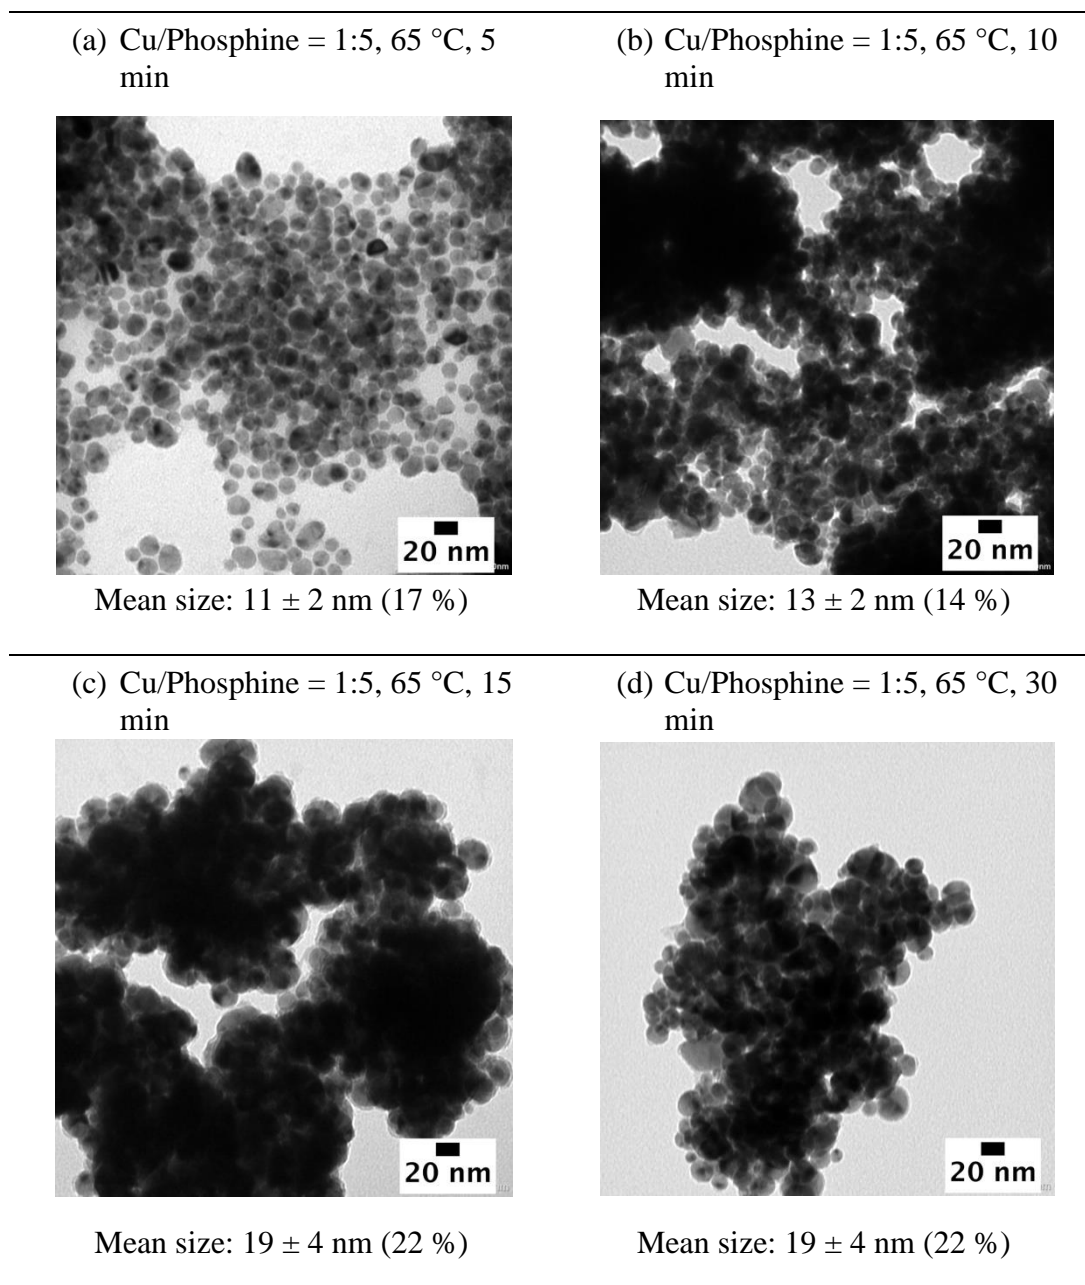 (a) Cu/Phosphine = 1:5, 65 °C, 5
min
(b) Cu/Phosphine = 1:5, 65 °C, 10
min
20 nm
20 nm
Mean size: 11 ± 2 nm (17 %)
Mean size: 13 ± 2 nm (14 %)
(c) Cu/Phosphine = 1:5, 65 °C, 15
min
(d) Cu/Phosphine = 1:5, 65 °C, 30
min
20 nm
20 nm
Mean size: 19 ± 4 nm (22 %)
Mean size: 19 ± 4 nm (22 %)